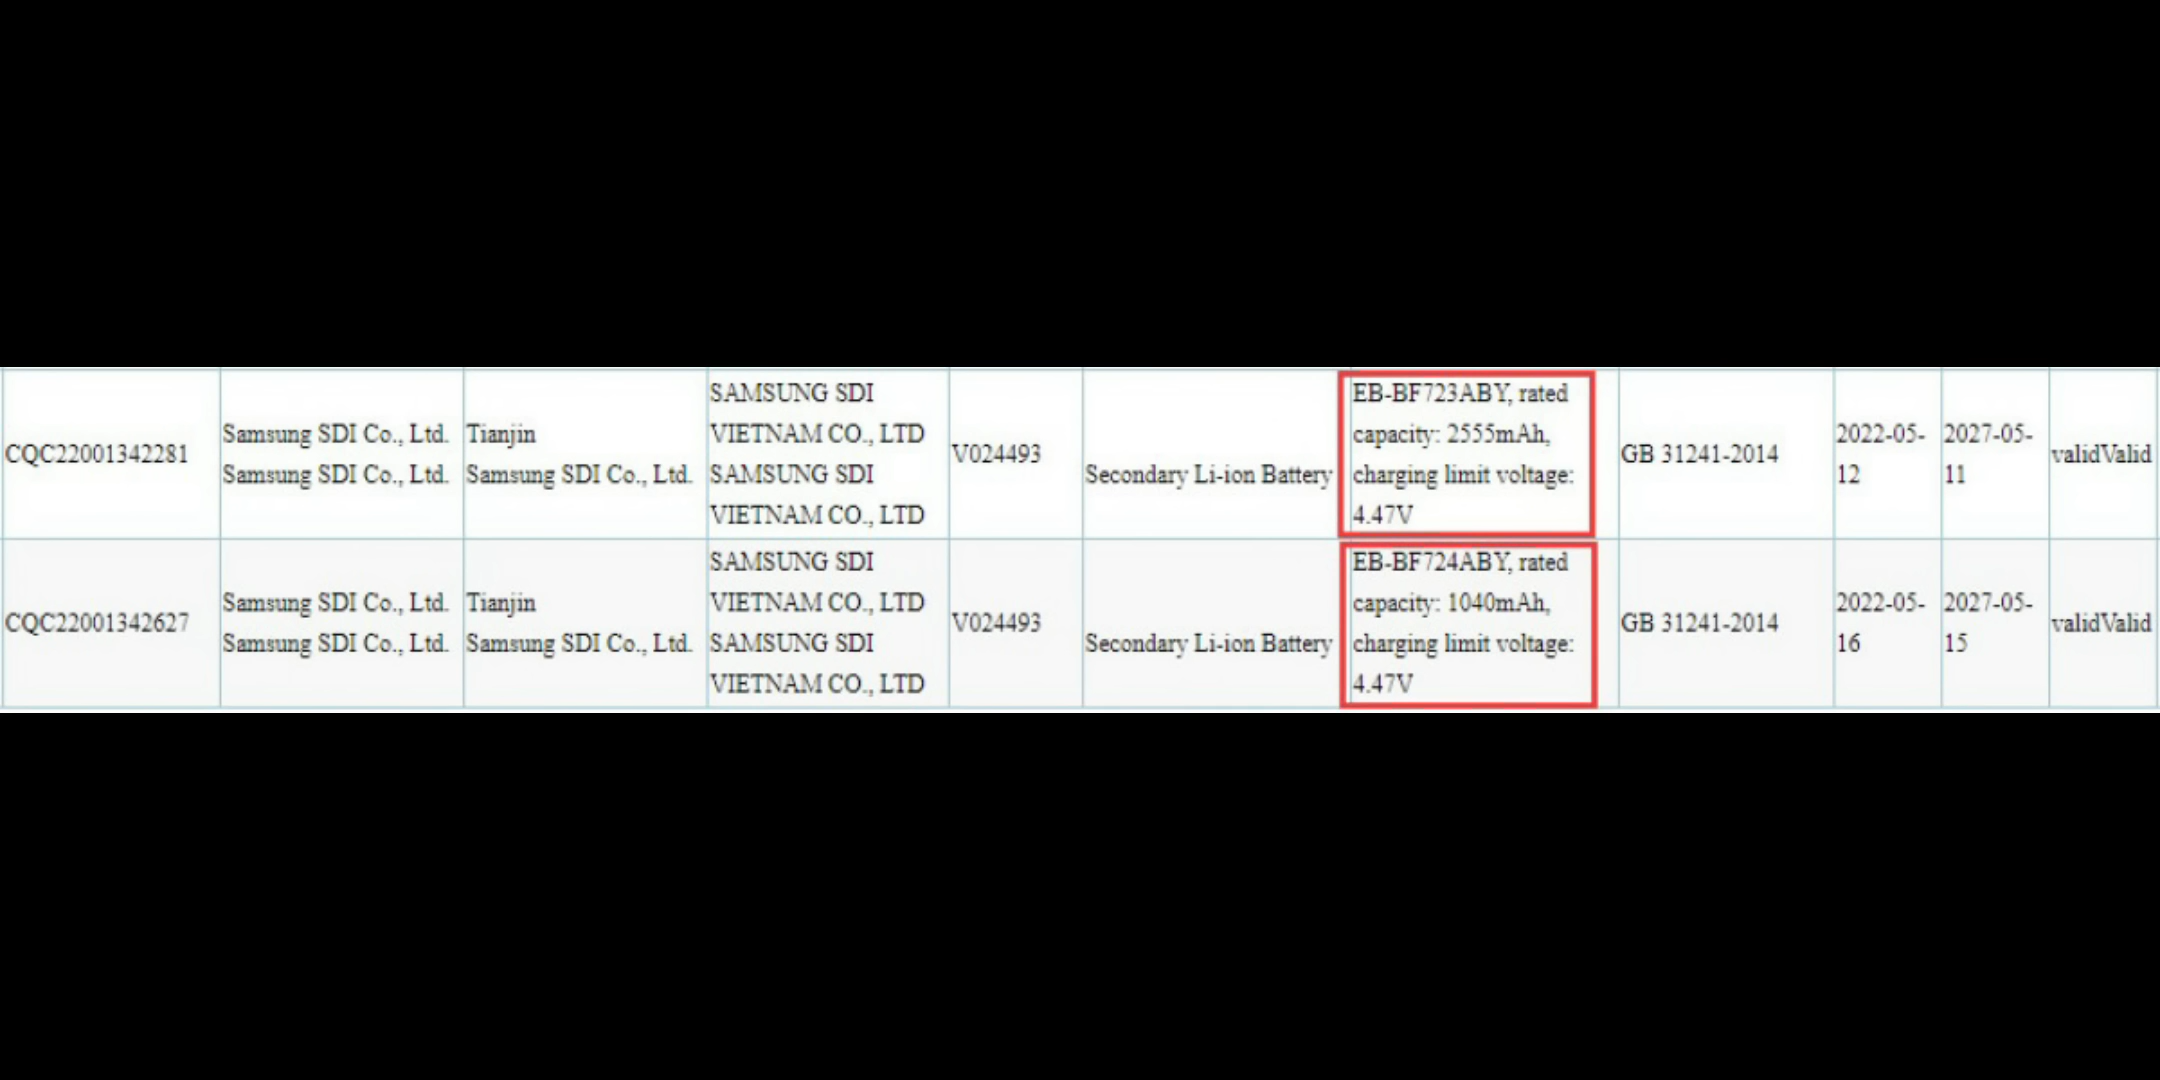 CQC22001342281
Samsung SDI Co., Ltd.
Samsung SDI Co., Ltd.
Tianjin
Samsung SDI Co., Ltd.
SAMSUNG SDI
VIETNAM CO., LTD
SAMSUNG SDI
VIETNAM CO., LTD
V024493
Secondary Li-ion Battery
EB-BF723ABY, rated
capacity: 2555mAh,
charging limit voltage:
4.47V
GB 31241-2014
2022-05-
12
2027-05-
11
validValid
CQC22001342627
Samsung SDI Co., Ltd.
Samsung SDI Co., Ltd.
Tianjin
Samsung SDI Co., Ltd.
SAMSUNG SDI
VIETNAM CO., LTD
SAMSUNG SDI
VIETNAM CO., LTD
V024493
Secondary Li-ion Battery
EB-BF724ABY, rated
capacity: 1040mAh,
charging limit voltage:
4.47V
GB 31241-2014
2022-05-
16
2027-05-
15
validValid